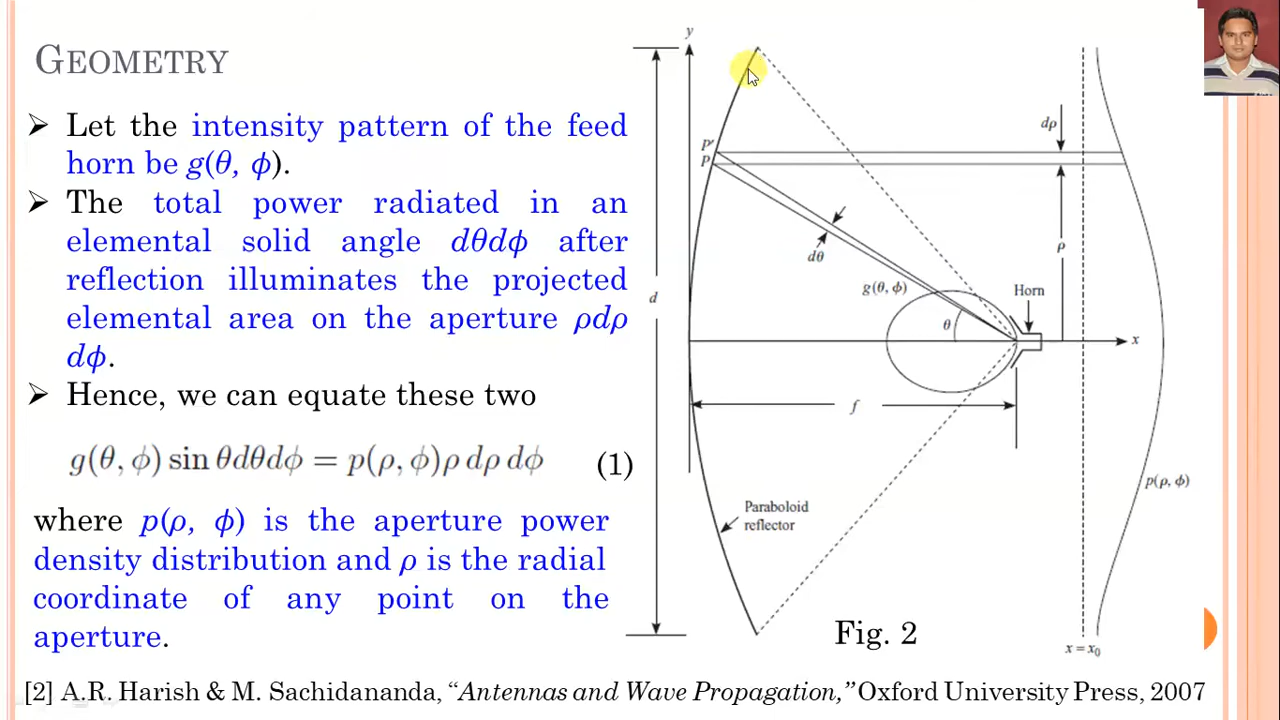 GEOMETRY
➢ Let the intensity pattern of the feed
horn be g(θ, ϕ).
➢ The total power radiated in an
elemental solid angle dθdϕ after
reflection illuminates the projected
elemental area on the aperture ρdρ
dϕ.
➢ Hence, we can equate these two
g(θ, ϕ) sin θdθdϕ = p(ρ, ϕ)ρ dρ dϕ (1)
where p(ρ, ϕ) is the aperture power
density distribution and ρ is the radial
coordinate of any point on the
aperture.
y
dρ
P'
P
ρ
dθ
g(θ, ϕ)
Horn
d
θ
x
f
p(ρ, ϕ)
Paraboloid
reflector
Fig. 2
x = x₀
[2] A.R. Harish & M. Sachidananda, “Antennas and Wave Propagation,” Oxford University Press, 2007